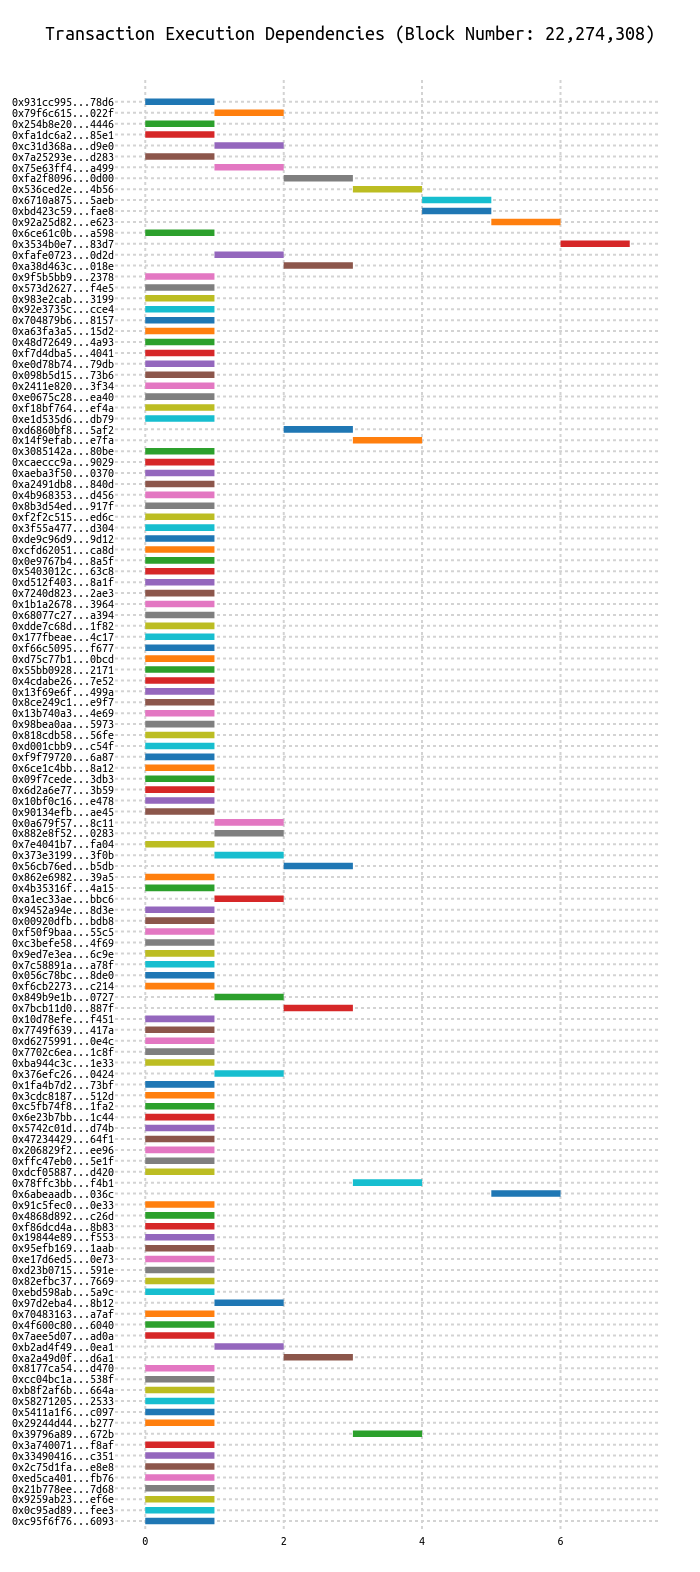 Transaction Execution Dependencies (Block Number: 22,274,308)
0x931cc995...78d6
0x79f6c615...022f
0x254b8e20...4446
0xfa1dc6a2...85e1
0xc31d368a...d9e0
0x7a25293e...d283
0x75e63ff4...a499
0xfa2f8096...0d00
0x536ced2e...4b56
0x6710a875...5aeb
0xbd423c59...fae8
0x92a25d82...e623
0x6ce61c0b...a598
0x3534b0e7...83d7
0xfafe0723...0d2d
0xa38d463c...018e
0x9f5b5bb9...2378
0x573d2627...f4e5
0x983e2cab...3199
0x92e3735c...cce4
0x704879b6...8157
0xa63fa3a5...15d2
0x48d72649...4a93
0xf7d4dba5...4041
0xe0d78b74...79db
0x098b5d15...73b6
0x2411e820...3f34
0xe0675c28...ea40
0xf18bf764...ef4a
0xe1d535d6...db79
0xd6860bf8...5af2
0x14f9efab...e7fa
0x3085142a...80be
0xcaeccc9a...9029
0xaeba3f50...0370
0xa2491db8...840d
0x4b968353...d456
0x8b3d54ed...917f
0xf2f2c515...ed6c
0x3f55a477...d304
0xde9c96d9...9d12
0xcfd62051...ca8d
0x0e9767b4...8a5f
0x5403012c...63c8
0xd512f403...8a1f
0x7240d823...2ae3
0x1b1a2678...3964
0x68077c27...a394
0xdde7c68d...1f82
0x177fbeae...4c17
0xf66c5095...f677
0xd75c77b1...0bcd
0x55bb0928...2171
0x4cdabe26...7e52
0x13f69e6f...499a
0x8ce249c1...e9f7
0x13b740a3...4e69
0x98bea0aa...5973
0x818cdb58...56fe
0xd001cbb9...c54f
0xf9f79720...6a87
0x6ce1c4bb...8a12
0x09f7cede...3db3
0x6d2a6e77...3b59
0x10bf0c16...e478
0x90134efb...ae45
0x0a679f57...8c11
0x882e8f52...0283
0x7e4041b7...fa04
0x373e3199...3f0b
0x56cb76ed...b5db
0x862e6982...39a5
0x4b35316f...4a15
0xa1ec33ae...bbc6
0x9452a94e...8d3e
0x00920dfb...bdb8
0xf50f9baa...55c5
0xc3befe58...4f69
0x9ed7e3ea...6c9e
0x7c58891a...a78f
0x056c78bc...8de0
0xf6cb2273...c214
0x849b9e1b...0727
0x7bcb11d0...887f
0x10d78efe...f451
0x7749f639...417a
0xd6275991...0e4c
0x7702c6ea...1c8f
0xba944c3c...1e33
0x376efc26...0424
0x1fa4b7d2...73bf
0x3cdc8187...512d
0xc5fb74f8...1fa2
0x6e23b7bb...1c44
0x5742c01d...d74b
0x47234429...64f1
0x206829f2...ee96
0xffc47eb0...5e1f
0xdcf05887...d420
0x78ffc3bb...f4b1
0x6abeaadb...036c
0x91c5fec0...0e33
0x4868d892...c26d
0xf86dcd4a...8b83
0x19844e89...f553
0x95efb169...1aab
0xe17d6ed5...0e73
0xd23b0715...591e
0x82efbc37...7669
0xebd598ab...5a9c
0x97d2eba4...8b12
0x70483163...a7af
0x4f600c80...6040
0x7aee5d07...ad0a
0xb2ad4f49...0ea1
0xa2a49d0f...d6a1
0x8177ca54...d470
0xcc04bc1a...538f
0xb8f2af6b...664a
0x58271205...2533
0x5411a1f6...c097
0x29244d44...b277
0x39796a89...672b
0x3a740071...f8af
0x33490416...c351
0x2c75d1fa...e8e8
0xed5ca401...fb76
0x21b778ee...7d68
0x9259ab23...ef6e
0x0c95ad89...fee3
0xc95f6f76...6093
0 2 4 6